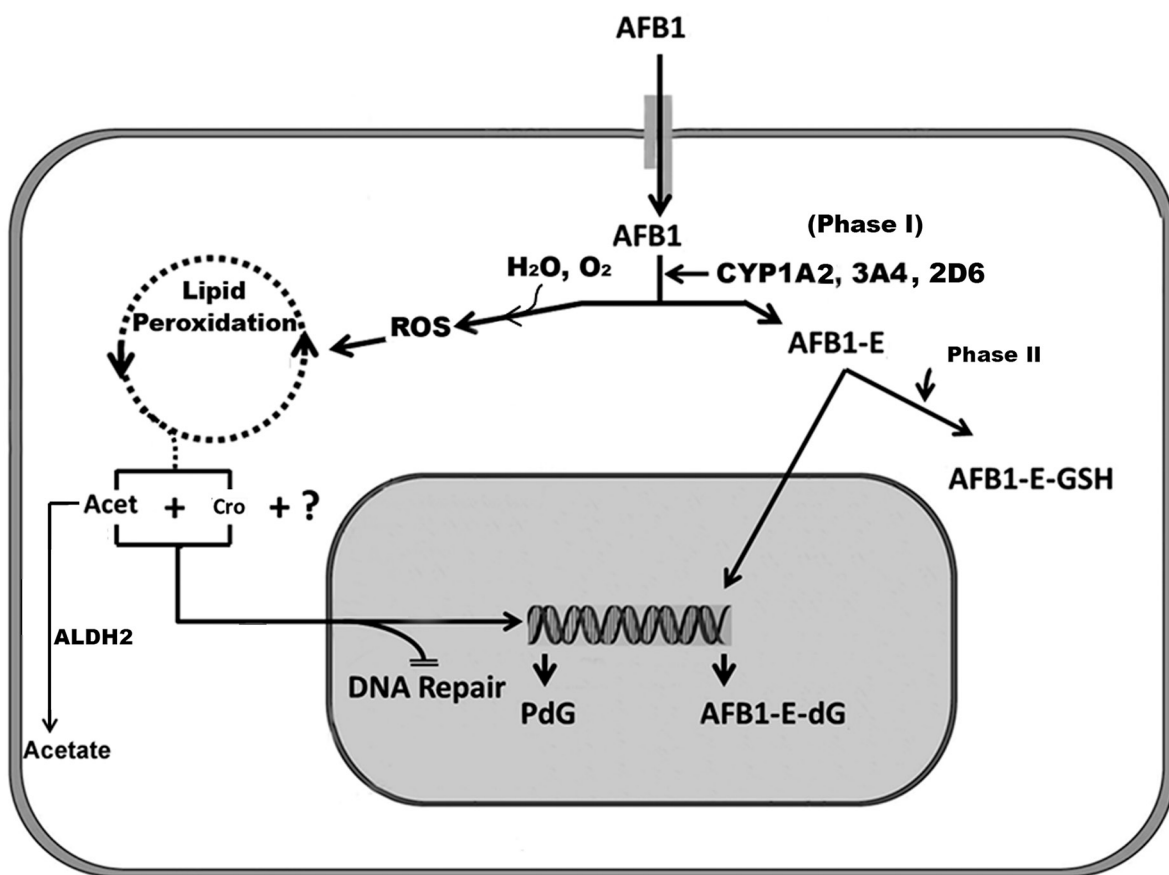 AFB1
AFB1
(Phase I)
H₂O, O₂
CYP1A2, 3A4, 2D6
Lipid
Peroxidation
ROS
AFB1-E
Phase II
AFB1-E-GSH
Acet + Cro + ?
ALDH2
DNA Repair
PdG
AFB1-E-dG
Acetate